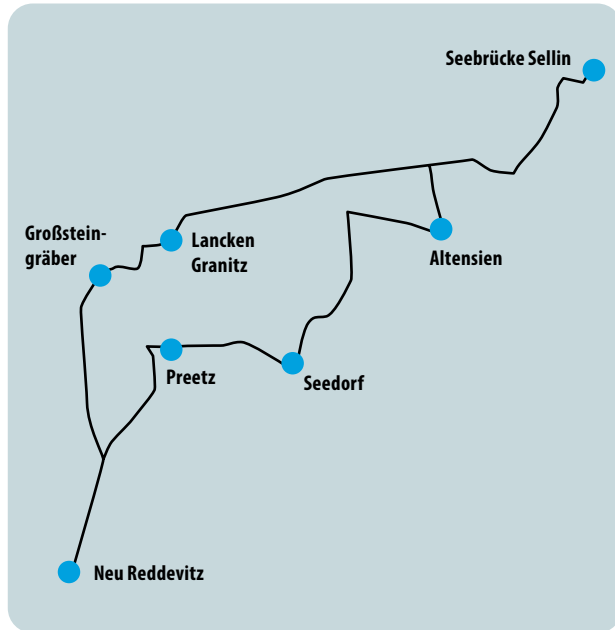 Seebrücke Sellin
Großstein-
gräber
Lancken
Granitz
Altensien
Preetz
Seedorf
Neu Reddevitz